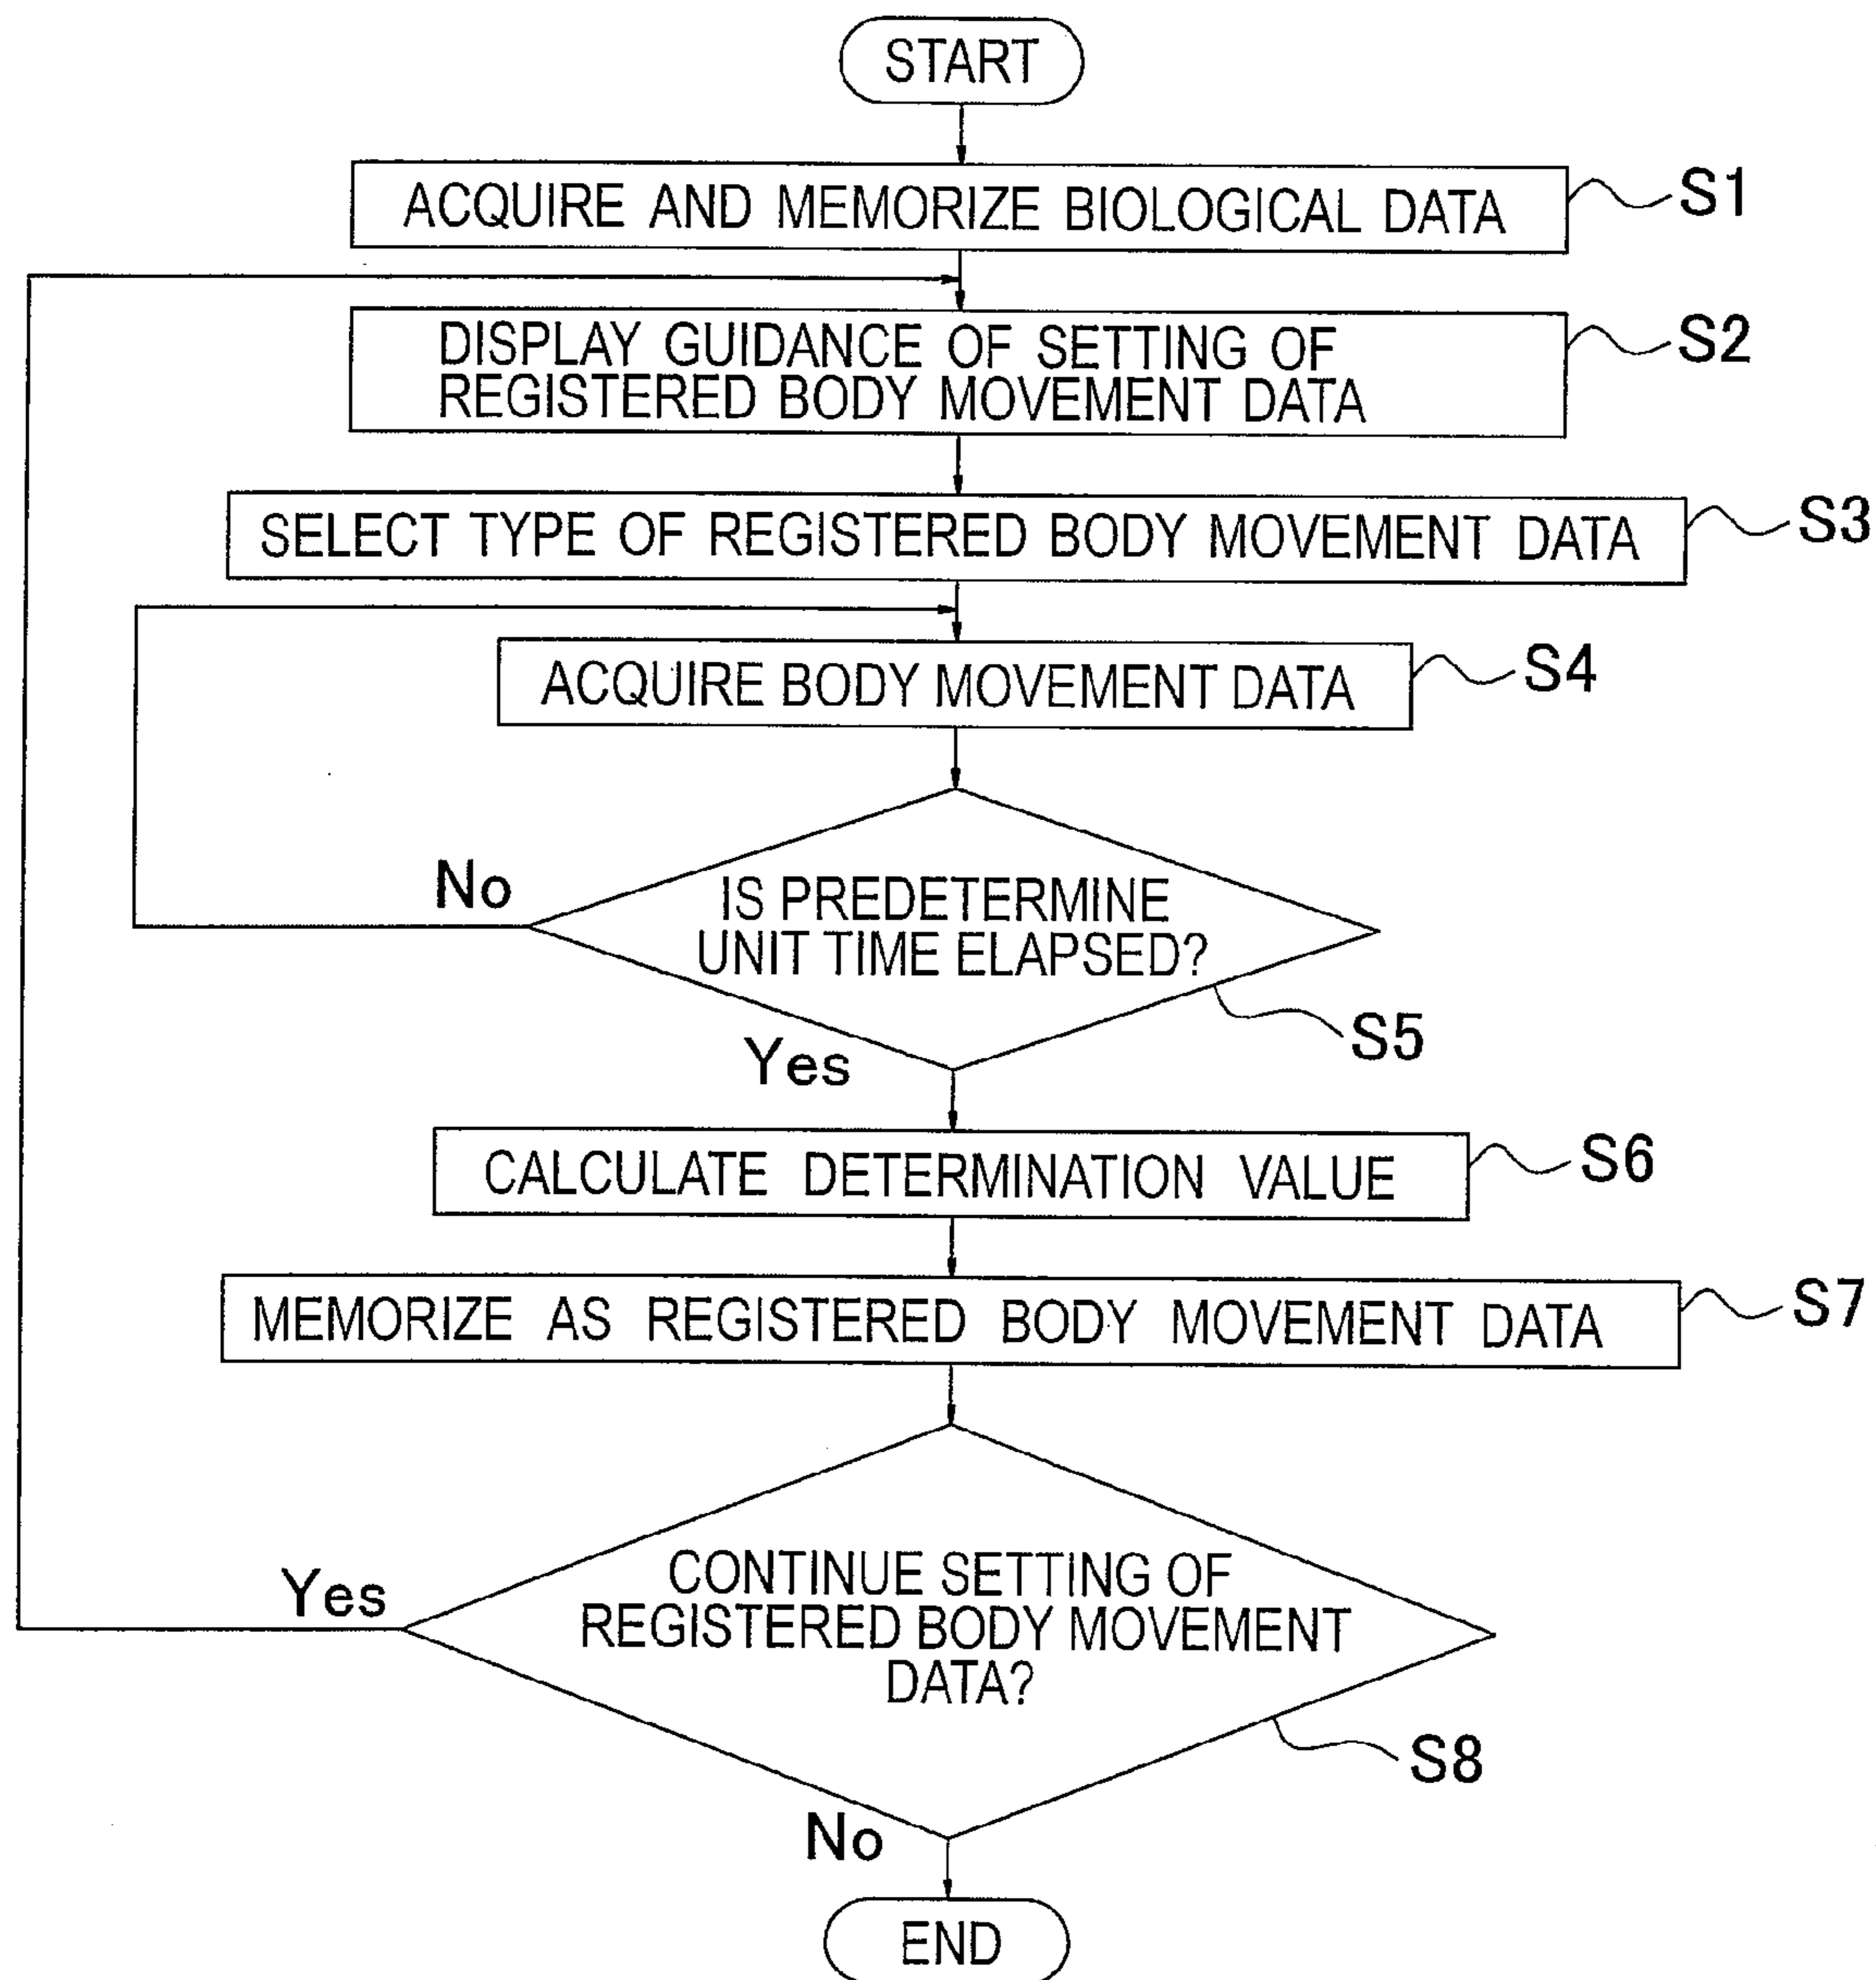 START
ACQUIRE AND MEMORIZE BIOLOGICAL DATA
S1
DISPLAY GUIDANCE OF SETTING OF
REGISTERED BODY MOVEMENT DATA
S2
SELECT TYPE OF REGISTERED BODY MOVEMENT DATA
S3
ACQUIRE BODY MOVEMENT DATA
S4
No
IS PREDETERMINE
UNIT TIME ELAPSED?
S5
Yes
CALCULATE DETERMINATION VALUE
S6
MEMORIZE AS REGISTERED BODY MOVEMENT DATA
S7
Yes
CONTINUE SETTING OF
REGISTERED BODY MOVEMENT
DATA?
S8
No
END